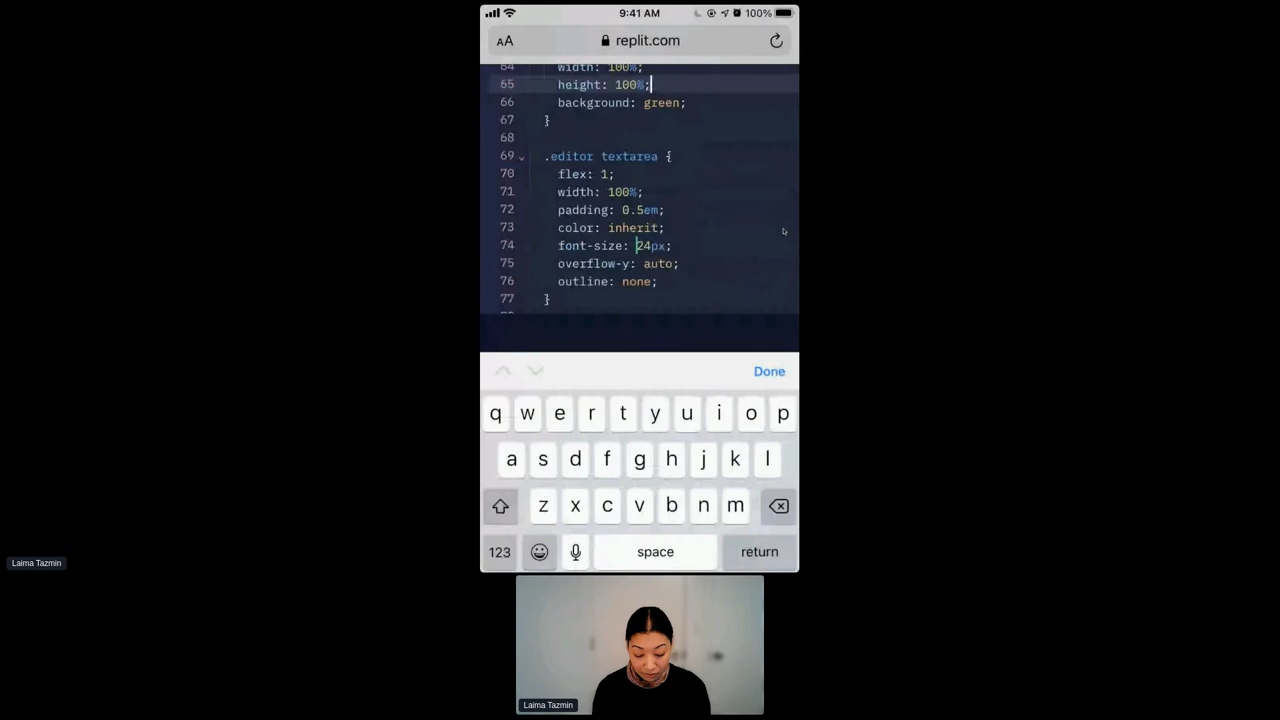 9:41 AM
100%
AA
replit.com
64 width: 100%;
65 height: 100%;
66 background: green;
67 }
68
69 .editor textarea {
70 flex: 1;
71 width: 100%;
72 padding: 0.5em;
73 color: inherit;
74 font-size: 24px;
75 overflow-y: auto;
76 outline: none;
77 }
Done
q w e r t y u i o p
a s d f g h j k l
z x c v b n m
123 space return
Laima Tazmin
Laima Tazmin